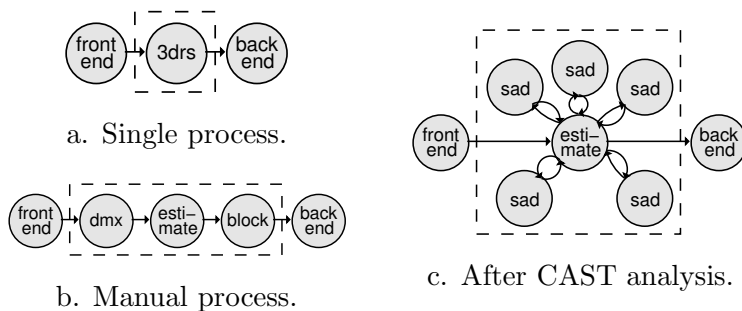 front
end
3drs
back
end
a. Single process.
front
end
dmx
esti-
mate
block
back
end
b. Manual process.
sad
sad
sad
front
end
esti-
mate
back
end
sad
sad
c. After CAST analysis.